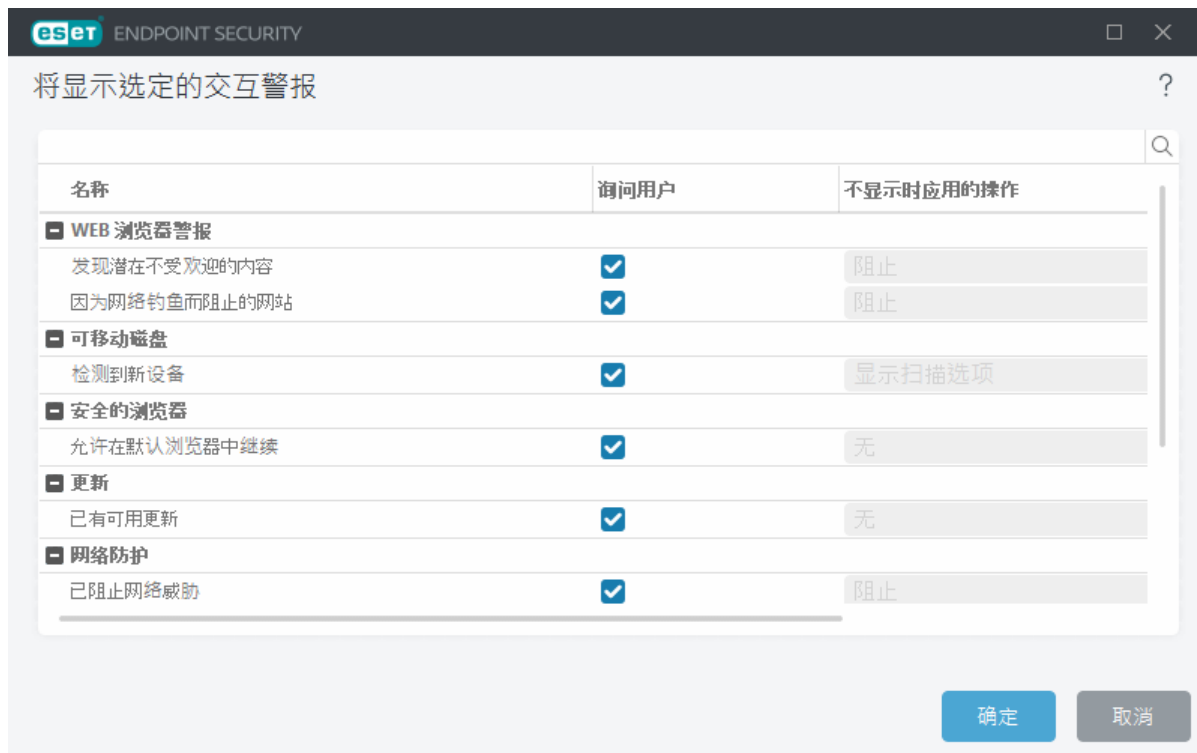 eseT ENDPOINT SECURITY
将显示选定的交互警报
?
名称 询问用户 不显示时应用的操作
WEB 浏览器警报
发现潜在不受欢迎的内容 阻止
因为网络钓鱼而阻止的网站 阻止
可移动磁盘
检测到新设备 显示扫描选项
安全的浏览器
允许在默认浏览器中继续 无
更新
已有可用更新 无
网络防护
已阻止网络威胁 阻止
确定 取消